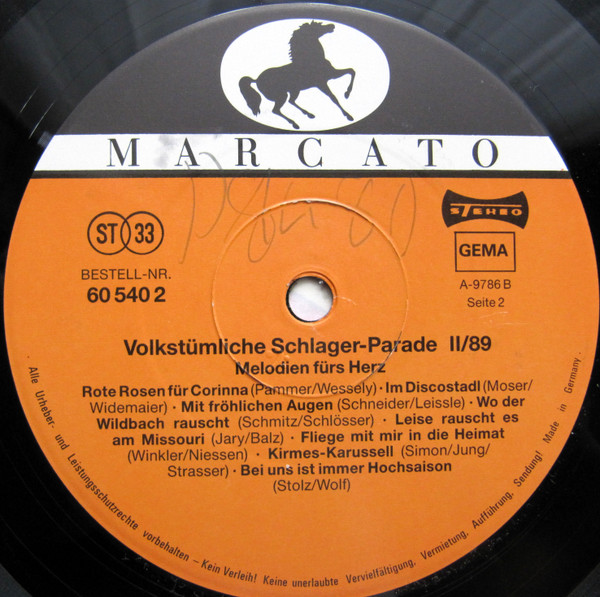 MARCATO
ST 33
STEREO
GEMA
BESTELL-NR.
60 540 2
A-9786 B
Seite 2
Volkstümliche Schlager-Parade II/89
Melodien fürs Herz
Rote Rosen für Corinna (Pammer/Wessely) · Im Discostadl (Moser/
Widemaier) · Mit fröhlichen Augen (Schneider/Leissle) · Wo der
Wildbach rauscht (Schmitz/Schlösser) · Leise rauscht es
am Missouri (Jary/Balz) · Fliege mit mir in die Heimat
(Winkler/Niessen) · Kirmes-Karussell (Simon/Jung/
Strasser) · Bei uns ist immer Hochsaison
(Stolz/Wolf)
Alle Urheber- und Leistungsschutzrechte vorbehalten – Kein Verleih! Keine unerlaubte Vervielfältigung, Vermietung, Aufführung, Sendung! Made in Germany.